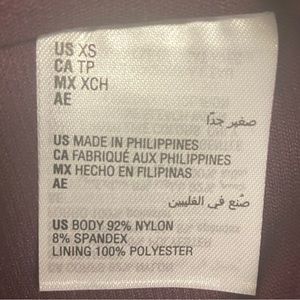 US XS
CA TP
MX XCH
AE
صغير جدًا
US MADE IN PHILIPPINES
CA FABRIQUÉ AUX PHILIPPINES
MX HECHO EN FILIPINAS
AE
صُنع في الفلبين
US BODY 92% NYLON
8% SPANDEX
LINING 100% POLYESTER